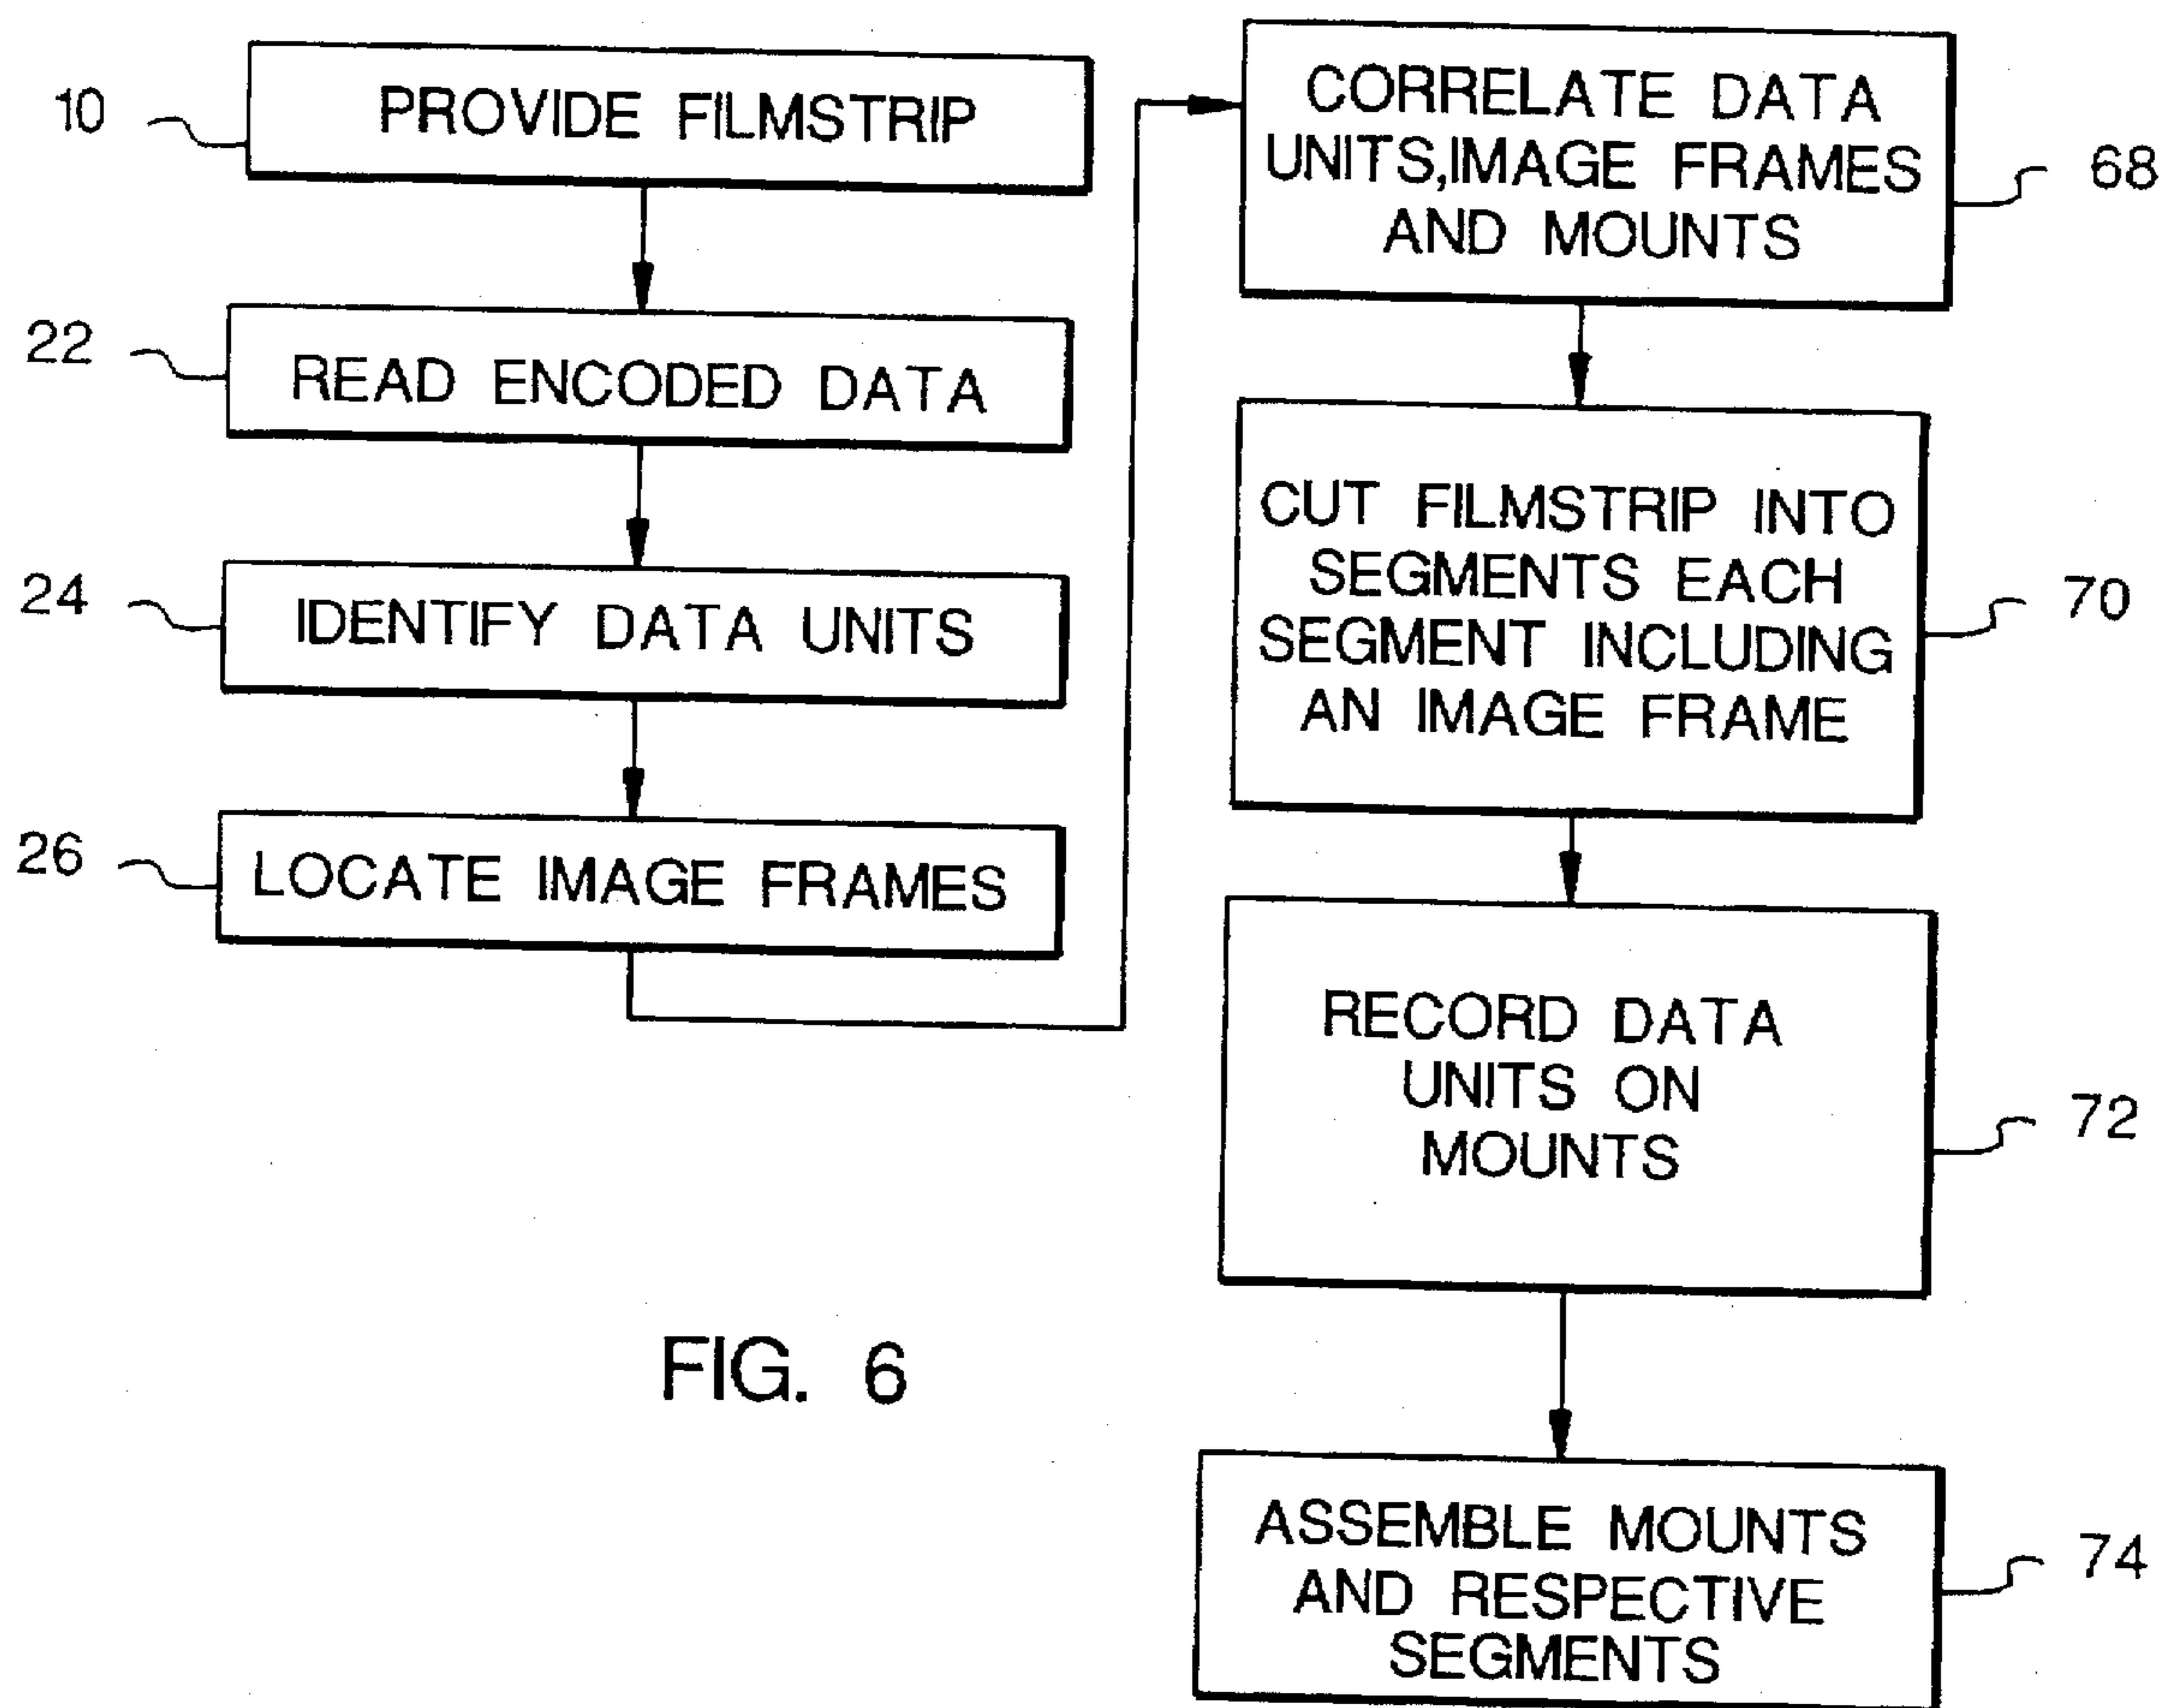 10
PROVIDE FILMSTRIP
22
READ ENCODED DATA
24
IDENTIFY DATA UNITS
26
LOCATE IMAGE FRAMES
CORRELATE DATA
UNITS,IMAGE FRAMES
AND MOUNTS
68
CUT FILMSTRIP INTO
SEGMENTS EACH
SEGMENT INCLUDING
AN IMAGE FRAME
70
RECORD DATA
UNITS ON
MOUNTS
72
ASSEMBLE MOUNTS
AND RESPECTIVE
SEGMENTS
74
FIG. 6